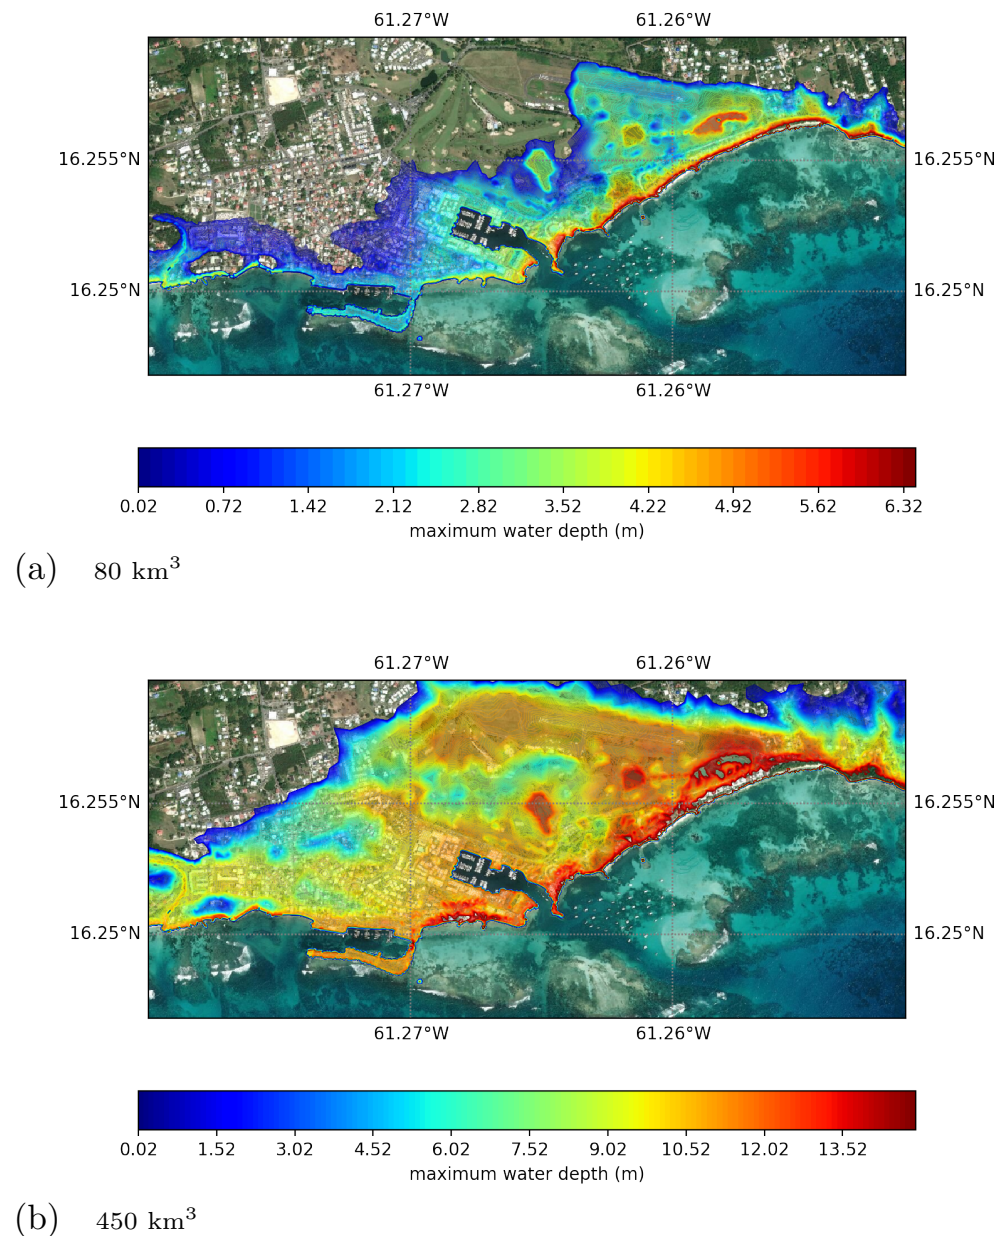 61.27°W 61.26°W
16.255°N 16.255°N
16.25°N 16.25°N
61.27°W 61.26°W
0.02 0.72 1.42 2.12 2.82 3.52 4.22 4.92 5.62 6.32
maximum water depth (m)
(a) 80 km³
61.27°W 61.26°W
16.255°N 16.255°N
16.25°N 16.25°N
61.27°W 61.26°W
0.02 1.52 3.02 4.52 6.02 7.52 9.02 10.52 12.02 13.52
maximum water depth (m)
(b) 450 km³